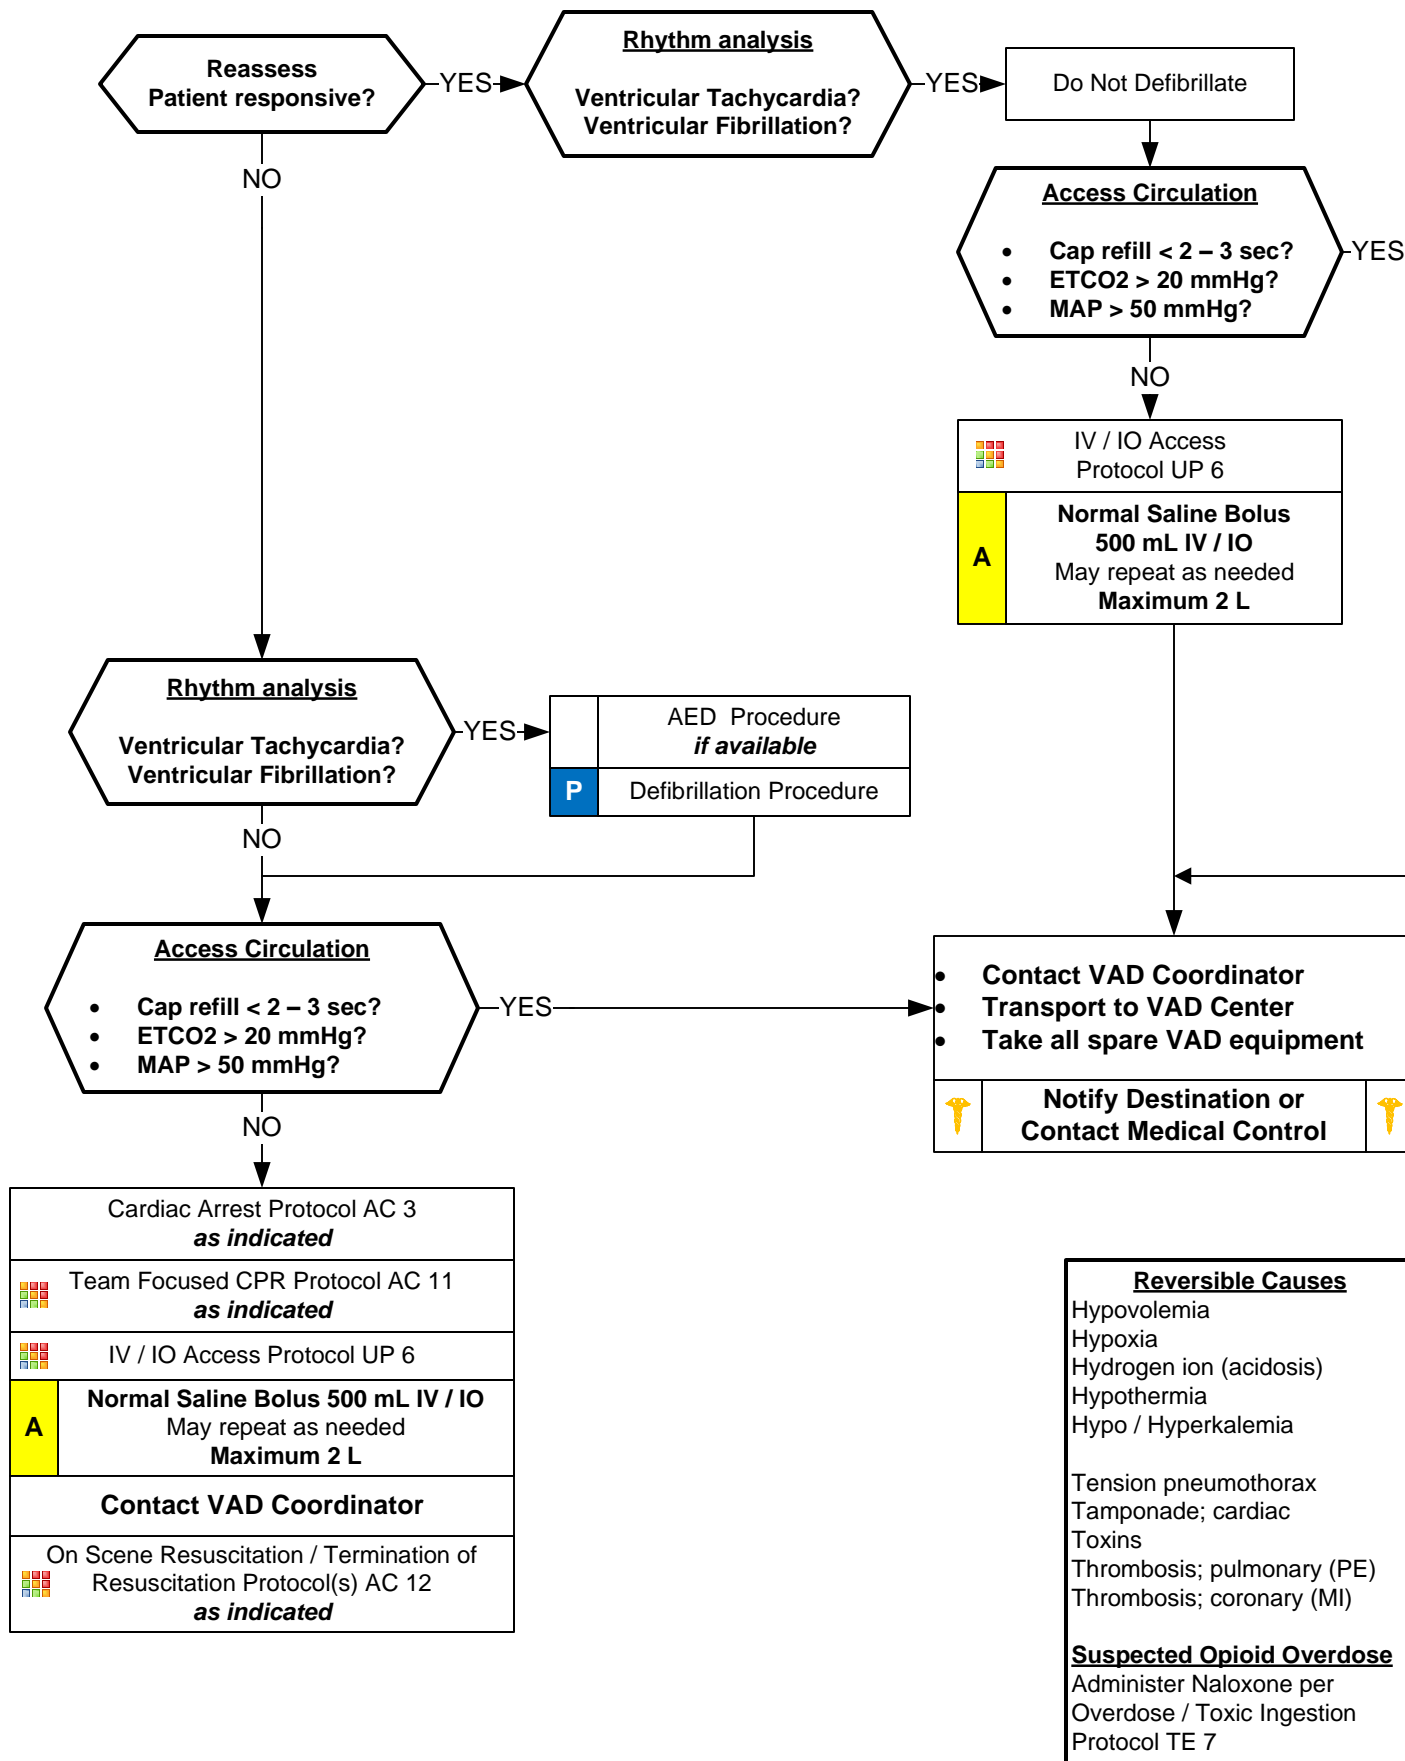 Reassess
Patient responsive?
YES
Rhythm analysis
Ventricular Tachycardia?
Ventricular Fibrillation?
YES
Do Not Defibrillate
NO
Access Circulation
• Cap refill < 2 – 3 sec?
• ETCO2 > 20 mmHg?
• MAP > 50 mmHg?
YES
NO
IV / IO Access
Protocol UP 6
A
Normal Saline Bolus
500 mL IV / IO
May repeat as needed
Maximum 2 L
Rhythm analysis
Ventricular Tachycardia?
Ventricular Fibrillation?
YES
AED Procedure
if available
P
Defibrillation Procedure
NO
Access Circulation
• Cap refill < 2 – 3 sec?
• ETCO2 > 20 mmHg?
• MAP > 50 mmHg?
YES
• Contact VAD Coordinator
• Transport to VAD Center
• Take all spare VAD equipment
Notify Destination or
Contact Medical Control
NO
Cardiac Arrest Protocol AC 3
as indicated
Team Focused CPR Protocol AC 11
as indicated
IV / IO Access Protocol UP 6
A
Normal Saline Bolus 500 mL IV / IO
May repeat as needed
Maximum 2 L
Contact VAD Coordinator
On Scene Resuscitation / Termination of
Resuscitation Protocol(s) AC 12
as indicated
Reversible Causes
Hypovolemia
Hypoxia
Hydrogen ion (acidosis)
Hypothermia
Hypo / Hyperkalemia
Tension pneumothorax
Tamponade; cardiac
Toxins
Thrombosis; pulmonary (PE)
Thrombosis; coronary (MI)
Suspected Opioid Overdose
Administer Naloxone per
Overdose / Toxic Ingestion
Protocol TE 7